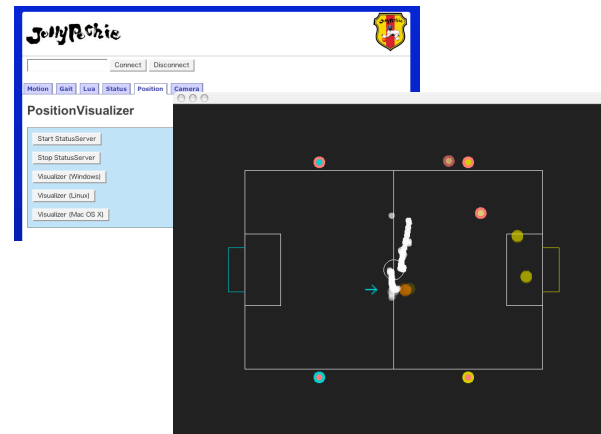 JollyPochie
Connect Disconnect
Motion Gait Lua Status Position Camera
PositionVisualizer
Start StatusServer
Stop StatusServer
Visualizer (Windows)
Visualizer (Linux)
Visualizer (Mac OS X)